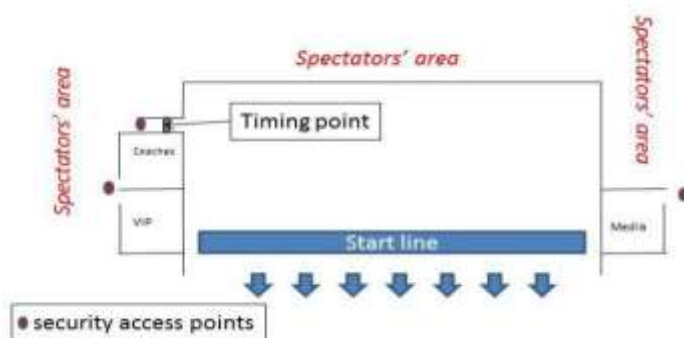 Spectators' area
Spectators' area
Spectators' area
Timing point
Coaches
VIP
Media
Start line
security access points